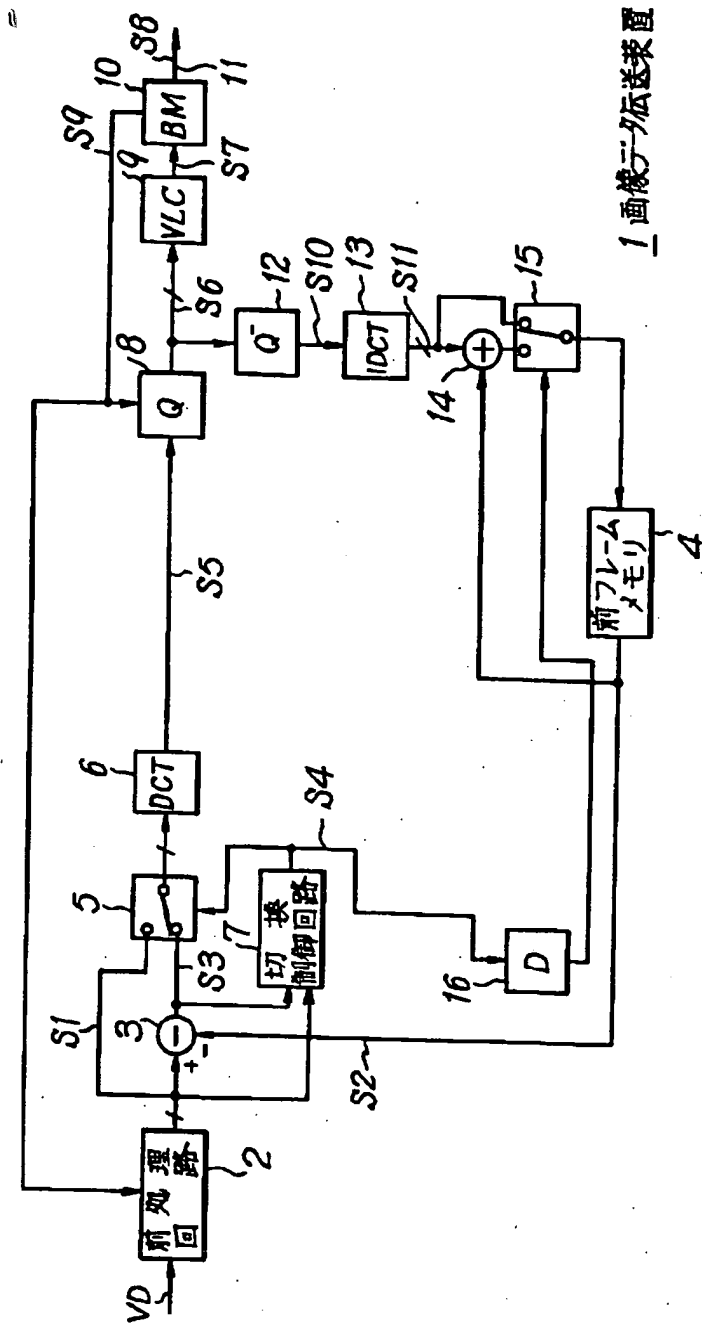 1 画像データ伝送装置
VD
前処理
回路
2
S1
3
+
-
−
S2
S3
5
切換
制御回路
7
S4
6
DCT
S5
8
Q
S6
9
VLC
S7
10
BM
S8
11
S9
12
Q⁻
S10
13
IDCT
S11
14
+
15
16
D
前フレーム
メモリ
4